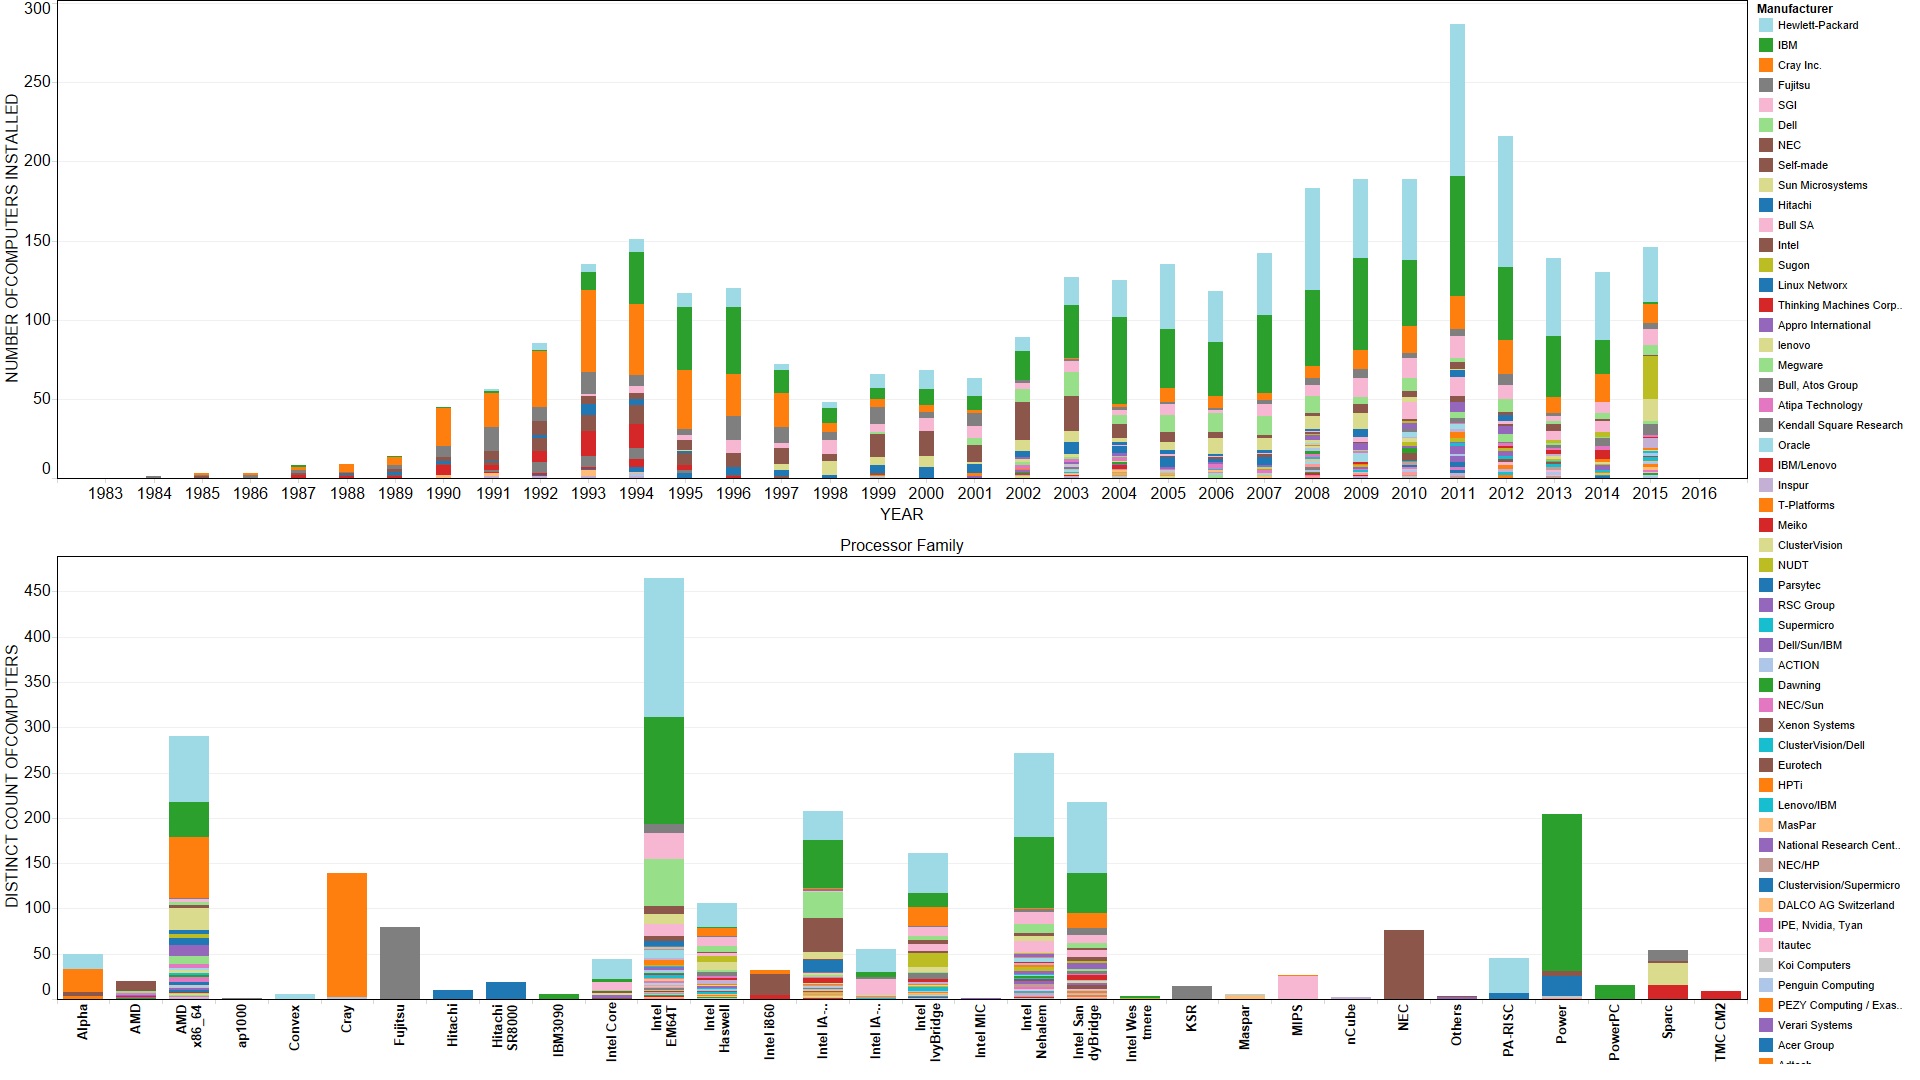 300
250
200
150
100
50
0
NUMBER OFCOMPUTERS INSTALLED
1983 1984 1985 1986 1987 1988 1989 1990 1991 1992 1993 1994 1995 1996 1997 1998 1999 2000 2001 2002 2003 2004 2005 2006 2007 2008 2009 2010 2011 2012 2013 2014 2015 2016
YEAR
Processor Family
450
400
350
300
250
200
150
100
50
0
DISTINCT COUNT OFCOMPUTERS
Alpha
AMD
AMD
x86_64
ap1000
Convex
Cray
Fujitsu
Hitachi
Hitachi
SR8000
IBM3090
Intel Core
Intel
EM64T
Intel
Haswell
Intel i860
Intel IA-..
Intel IA-..
Intel
IvyBridge
Intel MIC
Intel
Nehalem
Intel San
dyBridge
Intel Wes
tmere
KSR
Maspar
MIPS
nCube
NEC
Others
PA-RISC
Power
PowerPC
Sparc
TMC CM2
Manufacturer
Hewlett-Packard
IBM
Cray Inc.
Fujitsu
SGI
Dell
NEC
Self-made
Sun Microsystems
Hitachi
Bull SA
Intel
Sugon
Linux Networx
Thinking Machines Corp..
Appro International
lenovo
Megware
Bull, Atos Group
Atipa Technology
Kendall Square Research
Oracle
IBM/Lenovo
Inspur
T-Platforms
Meiko
ClusterVision
NUDT
Parsytec
RSC Group
Supermicro
Dell/Sun/IBM
ACTION
Dawning
NEC/Sun
Xenon Systems
ClusterVision/Dell
Eurotech
HPTi
Lenovo/IBM
MasPar
National Research Cent..
NEC/HP
Clustervision/Supermicro
DALCO AG Switzerland
IPE, Nvidia, Tyan
Itautec
Koi Computers
Penguin Computing
PEZY Computing / Exas..
Verari Systems
Acer Group